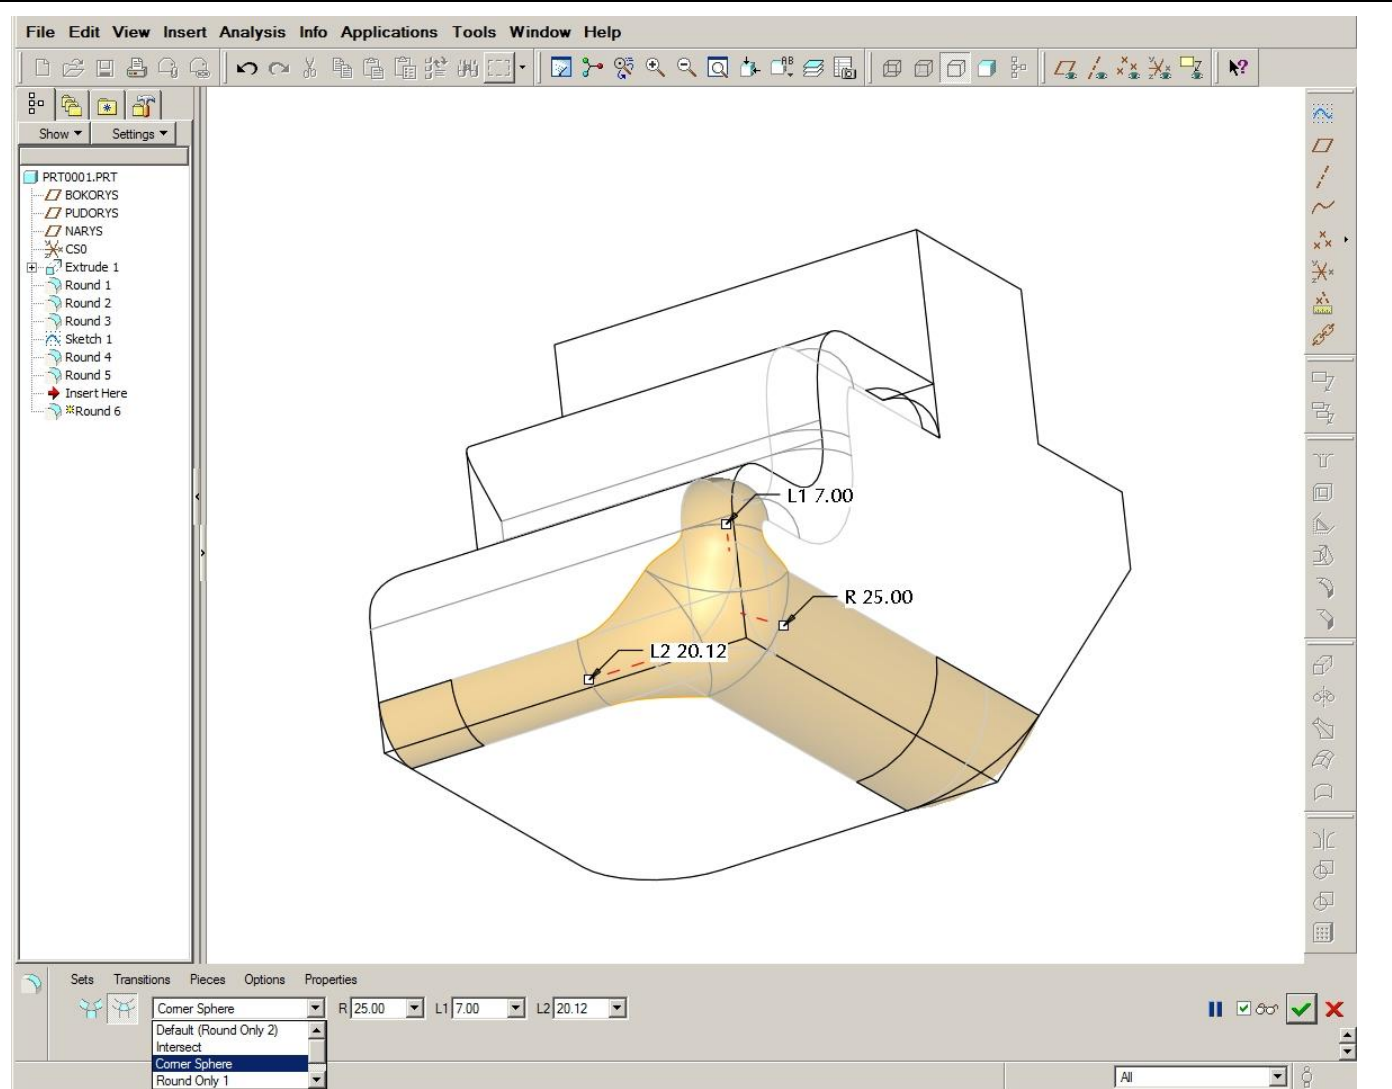 File Edit View Insert Analysis Info Applications Tools Window Help
Show Settings
PRT0001.PRT
BOKORYS
PUDORYS
NARYS
CS0
Extrude 1
Round 1
Round 2
Round 3
Sketch 1
Round 4
Round 5
Insert Here
Round 6
L1 7.00
R 25.00
L2 20.12
Sets Transitions Pieces Options Properties
Corner Sphere R 25.00 L1 7.00 L2 20.12
Default (Round Only 2)
Intersect
Corner Sphere
Round Only 1
All